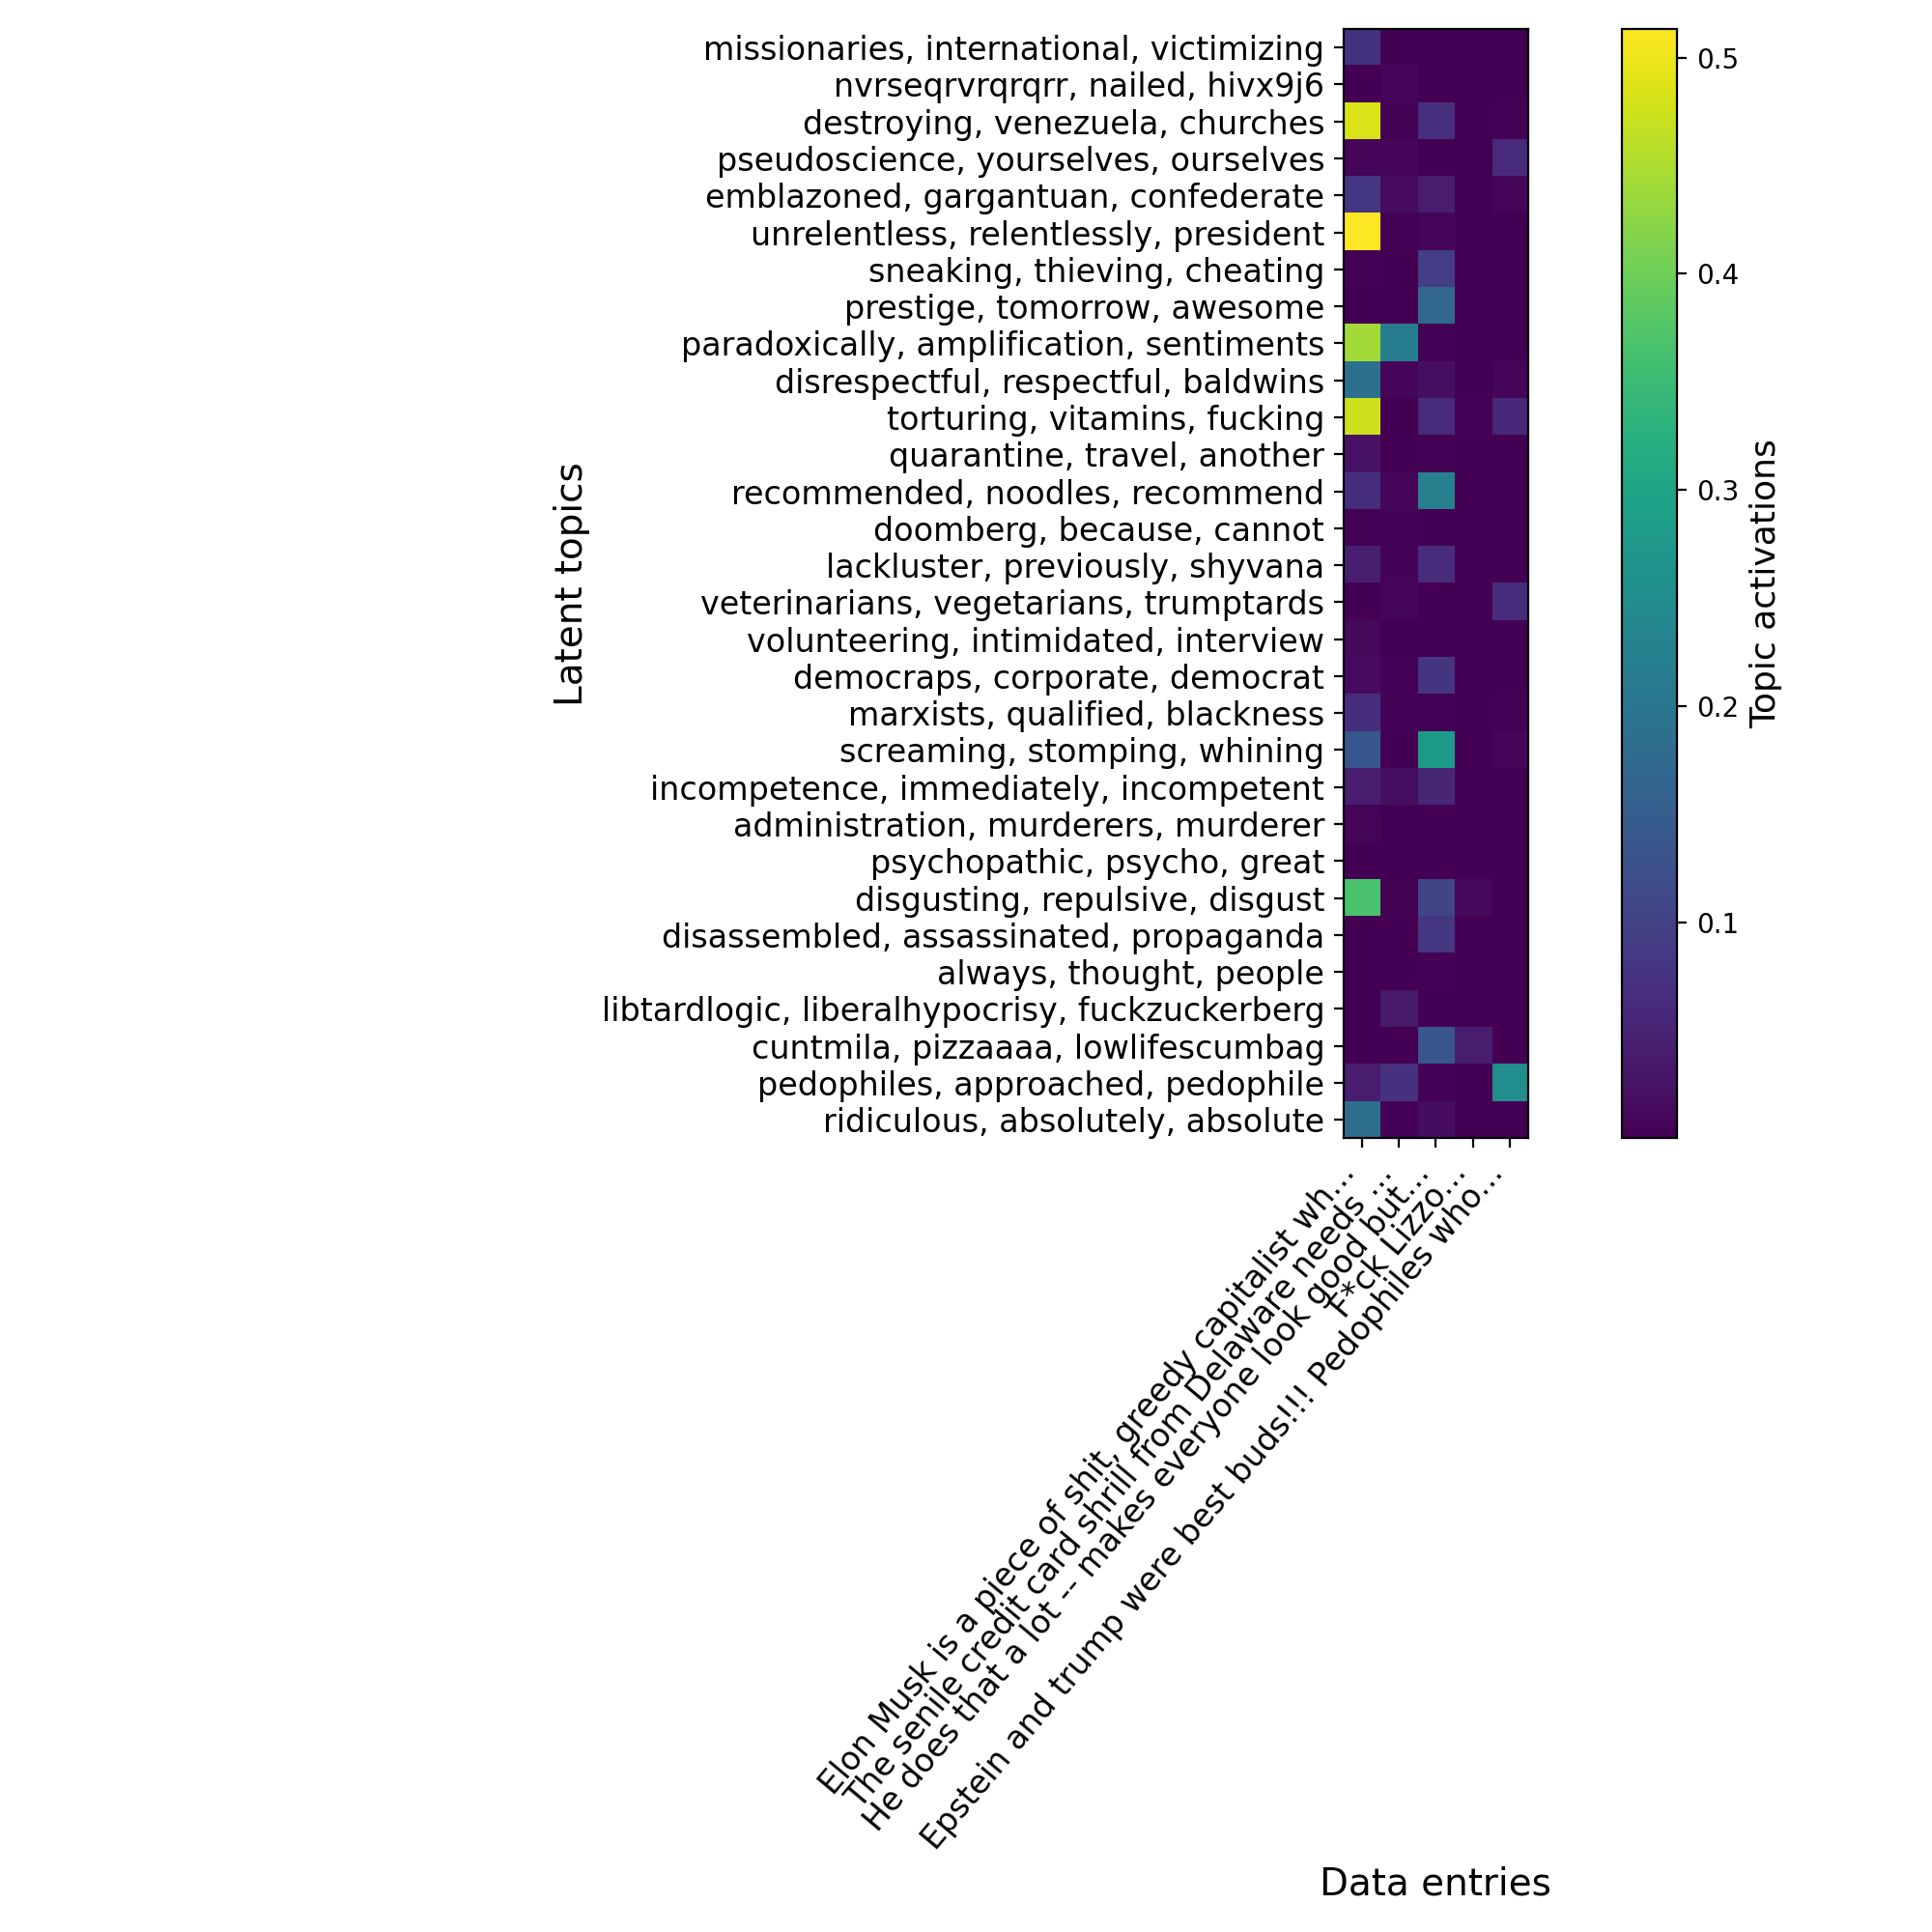 missionaries, international, victimizing
nvrseqrvrqrqrr, nailed, hivx9j6
destroying, venezuela, churches
pseudoscience, yourselves, ourselves
emblazoned, gargantuan, confederate
unrelentless, relentlessly, president
sneaking, thieving, cheating
prestige, tomorrow, awesome
paradoxically, amplification, sentiments
disrespectful, respectful, baldwins
torturing, vitamins, fucking
quarantine, travel, another
recommended, noodles, recommend
doomberg, because, cannot
lackluster, previously, shyvana
veterinarians, vegetarians, trumptards
volunteering, intimidated, interview
democraps, corporate, democrat
marxists, qualified, blackness
screaming, stomping, whining
incompetence, immediately, incompetent
administration, murderers, murderer
psychopathic, psycho, great
disgusting, repulsive, disgust
disassembled, assassinated, propaganda
always, thought, people
libtardlogic, liberalhypocrisy, fuckzuckerberg
cuntmila, pizzaaaa, lowlifescumbag
pedophiles, approached, pedophile
ridiculous, absolutely, absolute
Latent topics
Elon Musk is a piece of shit, greedy capitalist wh...
The senile credit card shrill from Delaware needs ...
He does that a lot -- makes everyone look good but...
F*ck Lizzo...
Epstein and trump were best buds!!! Pedophiles who...
Data entries
0.5
0.4
0.3
0.2
0.1
Topic activations